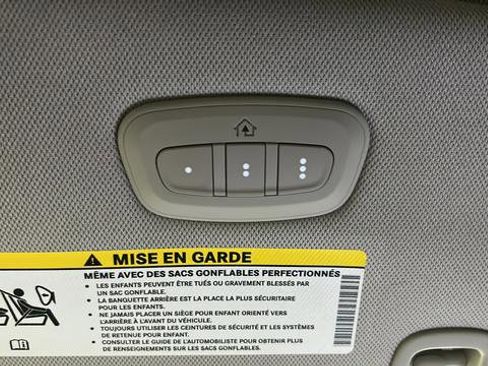 MISE EN GARDE
MÊME AVEC DES SACS GONFLABLES PERFECTIONNÉS
• LES ENFANTS PEUVENT ÊTRE TUÉS OU GRAVEMENT BLESSÉS PAR
UN SAC GONFLABLE.
• LA BANQUETTE ARRIÈRE EST LA PLACE LA PLUS SÉCURITAIRE
POUR LES ENFANTS.
• NE JAMAIS PLACER UN SIÈGE POUR ENFANT ORIENTÉ VERS
L'ARRIÈRE À L'AVANT DU VÉHICULE.
• TOUJOURS UTILISER LES CEINTURES DE SÉCURITÉ ET LES SYSTÈMES
DE RETENUE POUR ENFANT.
• CONSULTER LE GUIDE DE L'AUTOMOBILISTE POUR OBTENIR PLUS
DE RENSEIGNEMENTS SUR LES SACS GONFLABLES.